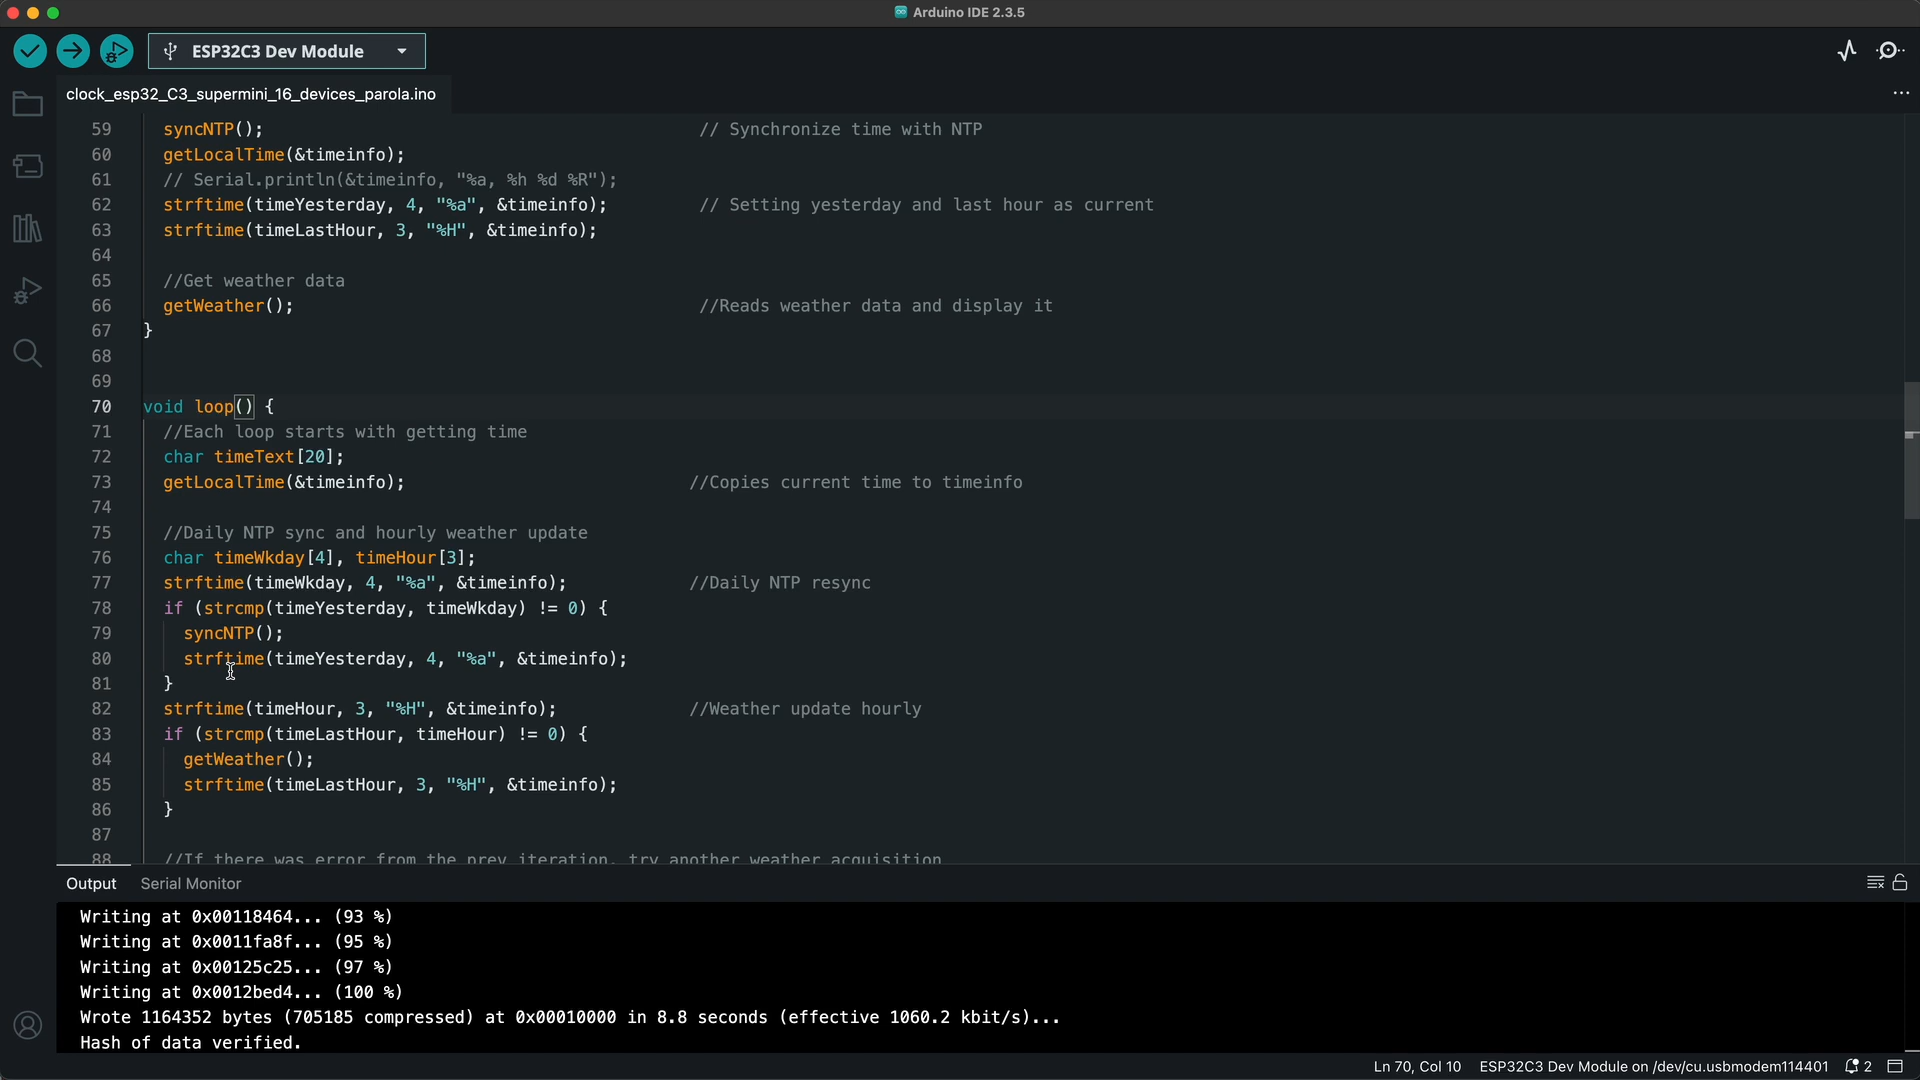 Arduino IDE 2.3.5
ESP32C3 Dev Module
clock_esp32_C3_supermini_16_devices_parola.ino
59 syncNTP(); // Synchronize time with NTP
60 getLocalTime(&timeinfo);
61 // Serial.println(&timeinfo, "%a, %h %d %R");
62 strftime(timeYesterday, 4, "%a", &timeinfo); // Setting yesterday and last hour as current
63 strftime(timeLastHour, 3, "%H", &timeinfo);
64
65 //Get weather data
66 getWeather(); //Reads weather data and display it
67 }
68
69
70 void loop() {
71 //Each loop starts with getting time
72 char timeText[20];
73 getLocalTime(&timeinfo); //Copies current time to timeinfo
74
75 //Daily NTP sync and hourly weather update
76 char timeWkday[4], timeHour[3];
77 strftime(timeWkday, 4, "%a", &timeinfo); //Daily NTP resync
78 if (strcmp(timeYesterday, timeWkday) != 0) {
79 syncNTP();
80 strftime(timeYesterday, 4, "%a", &timeinfo);
81 }
82 strftime(timeHour, 3, "%H", &timeinfo); //Weather update hourly
83 if (strcmp(timeLastHour, timeHour) != 0) {
84 getWeather();
85 strftime(timeLastHour, 3, "%H", &timeinfo);
86 }
87
88 //If there was error from the prev iteration, try another weather acquisition
Output Serial Monitor
Writing at 0x00118464... (93 %)
Writing at 0x0011fa8f... (95 %)
Writing at 0x00125c25... (97 %)
Writing at 0x0012bed4... (100 %)
Wrote 1164352 bytes (705185 compressed) at 0x00010000 in 8.8 seconds (effective 1060.2 kbit/s)...
Hash of data verified.
Ln 70, Col 10 ESP32C3 Dev Module on /dev/cu.usbmodem114401 2